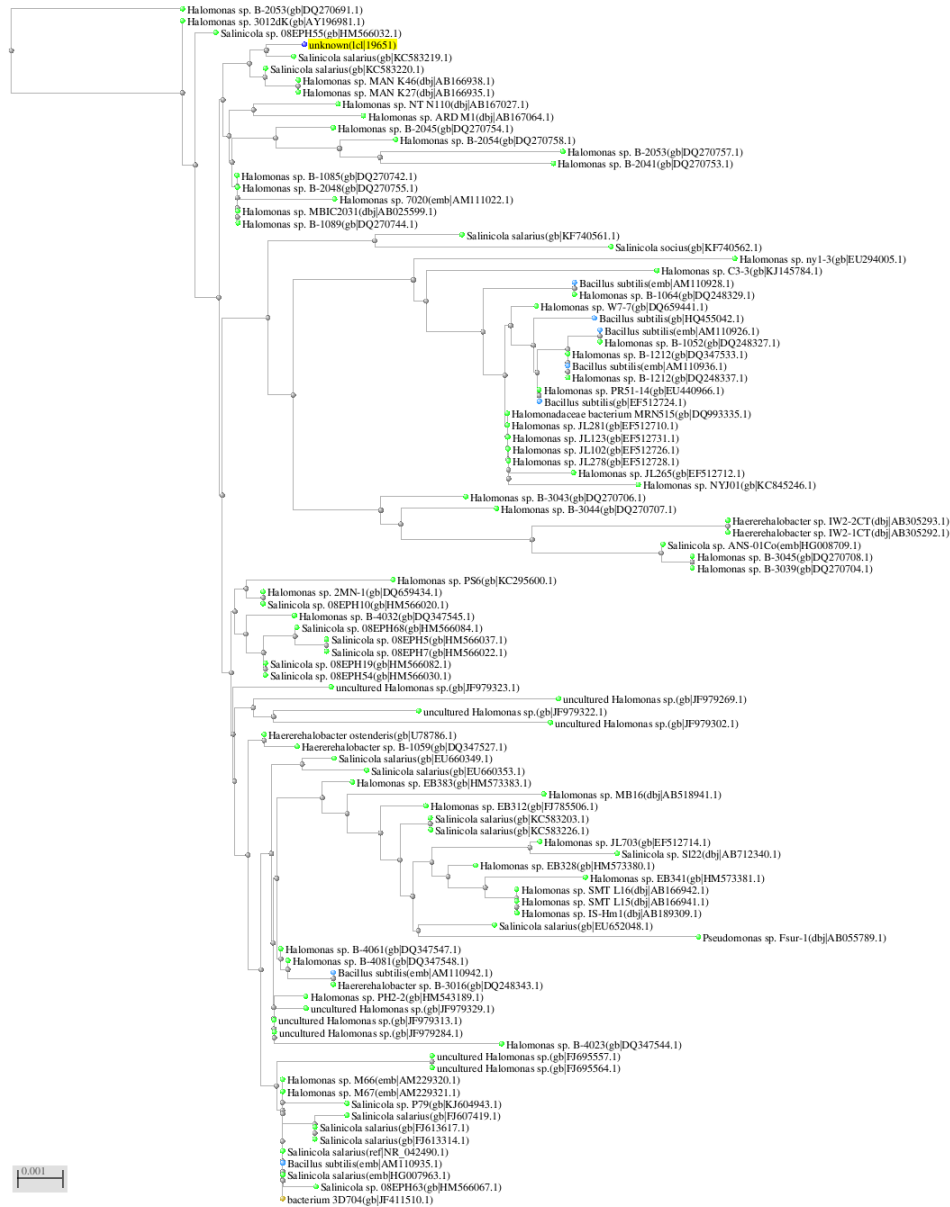 Halomonas sp. B-2053(gb|DQ270691.1)
Halomonas sp. 3012dK(gb|AY196981.1)
Salinicola sp. 08EPH55(gb|HM566032.1)
unknown(lcl|19651)
Salinicola salarius(gb|KC583219.1)
Salinicola salarius(gb|KC583220.1)
Halomonas sp. MAN K46(dbj|AB166938.1)
Halomonas sp. MAN K27(dbj|AB166935.1)
Halomonas sp. NT N110(dbj|AB167027.1)
Halomonas sp. ARD M1(dbj|AB167064.1)
Halomonas sp. B-2045(gb|DQ270754.1)
Halomonas sp. B-2054(gb|DQ270758.1)
Halomonas sp. B-2053(gb|DQ270757.1)
Halomonas sp. B-2041(gb|DQ270753.1)
Halomonas sp. B-1085(gb|DQ270742.1)
Halomonas sp. B-2048(gb|DQ270755.1)
Halomonas sp. 7020(emb|AM111022.1)
Halomonas sp. MBIC2031(dbj|AB025599.1)
Halomonas sp. B-1089(gb|DQ270744.1)
Salinicola salarius(gb|KF740561.1)
Salinicola socius(gb|KF740562.1)
Halomonas sp. ny1-3(gb|EU294005.1)
Halomonas sp. C3-3(gb|KJ145784.1)
Bacillus subtilis(emb|AM110928.1)
Halomonas sp. B-1064(gb|DQ248329.1)
Halomonas sp. W7-7(gb|DQ659441.1)
Bacillus subtilis(gb|HQ455042.1)
Bacillus subtilis(emb|AM110926.1)
Halomonas sp. B-1052(gb|DQ248327.1)
Halomonas sp. B-1212(gb|DQ347533.1)
Bacillus subtilis(emb|AM110936.1)
Halomonas sp. B-1212(gb|DQ248337.1)
Halomonas sp. PR51-14(gb|EU440966.1)
Bacillus subtilis(gb|EF512724.1)
Halomonadaceae bacterium MRN515(gb|DQ993335.1)
Halomonas sp. JL281(gb|EF512710.1)
Halomonas sp. JL123(gb|EF512731.1)
Halomonas sp. JL102(gb|EF512726.1)
Halomonas sp. JL278(gb|EF512728.1)
Halomonas sp. JL265(gb|EF512712.1)
Halomonas sp. NYJ01(gb|KC845246.1)
Halomonas sp. B-3043(gb|DQ270706.1)
Halomonas sp. B-3044(gb|DQ270707.1)
Haererehalobacter sp. IW2-2CT(dbj|AB305293.1)
Haererehalobacter sp. IW2-1CT(dbj|AB305292.1)
Salinicola sp. ANS-01Co(emb|HG008709.1)
Halomonas sp. B-3045(gb|DQ270708.1)
Halomonas sp. B-3039(gb|DQ270704.1)
Halomonas sp. PS6(gb|KC295600.1)
Halomonas sp. 2MN-1(gb|DQ659434.1)
Salinicola sp. 08EPH10(gb|HM566020.1)
Halomonas sp. B-4032(gb|DQ347545.1)
Salinicola sp. 08EPH68(gb|HM566084.1)
Salinicola sp. 08EPH5(gb|HM566037.1)
Salinicola sp. 08EPH7(gb|HM566022.1)
Salinicola sp. 08EPH19(gb|HM566082.1)
Salinicola sp. 08EPH54(gb|HM566030.1)
uncultured Halomonas sp.(gb|JF979323.1)
uncultured Halomonas sp.(gb|JF979269.1)
uncultured Halomonas sp.(gb|JF979322.1)
uncultured Halomonas sp.(gb|JF979302.1)
Haererehalobacter ostenderis(gb|U78786.1)
Haererehalobacter sp. B-1059(gb|DQ347527.1)
Salinicola salarius(gb|EU660349.1)
Salinicola salarius(gb|EU660353.1)
Halomonas sp. EB383(gb|HM573383.1)
Halomonas sp. MB16(dbj|AB518941.1)
Halomonas sp. EB312(gb|FJ785506.1)
Salinicola salarius(gb|KC583203.1)
Salinicola salarius(gb|KC583226.1)
Halomonas sp. JL703(gb|EF512714.1)
Salinicola sp. Sl22(dbj|AB712340.1)
Halomonas sp. EB328(gb|HM573380.1)
Halomonas sp. EB341(gb|HM573381.1)
Halomonas sp. SMT L16(dbj|AB166942.1)
Halomonas sp. SMT L15(dbj|AB166941.1)
Halomonas sp. IS-Hm1(dbj|AB189309.1)
Salinicola salarius(gb|EU652048.1)
Pseudomonas sp. Fsur-1(dbj|AB055789.1)
Halomonas sp. B-4061(gb|DQ347547.1)
Halomonas sp. B-4081(gb|DQ347548.1)
Bacillus subtilis(emb|AM110942.1)
Haererehalobacter sp. B-3016(gb|DQ248343.1)
Halomonas sp. PH2-2(gb|HM543189.1)
uncultured Halomonas sp.(gb|JF979329.1)
uncultured Halomonas sp.(gb|JF979313.1)
uncultured Halomonas sp.(gb|JF979284.1)
Halomonas sp. B-4023(gb|DQ347544.1)
uncultured Halomonas sp.(gb|FJ695557.1)
uncultured Halomonas sp.(gb|FJ695564.1)
Halomonas sp. M66(emb|AM229320.1)
Halomonas sp. M67(emb|AM229321.1)
Salinicola sp. P79(gb|KJ604943.1)
Salinicola salarius(gb|FJ607419.1)
Salinicola salarius(gb|FJ613617.1)
Salinicola salarius(gb|FJ613314.1)
Salinicola salarius(ref|NR_042490.1)
Bacillus subtilis(emb|AM110935.1)
Salinicola salarius(emb|HG007963.1)
Salinicola sp. 08EPH63(gb|HM566067.1)
bacterium 3D704(gb|JF411510.1)
0.001